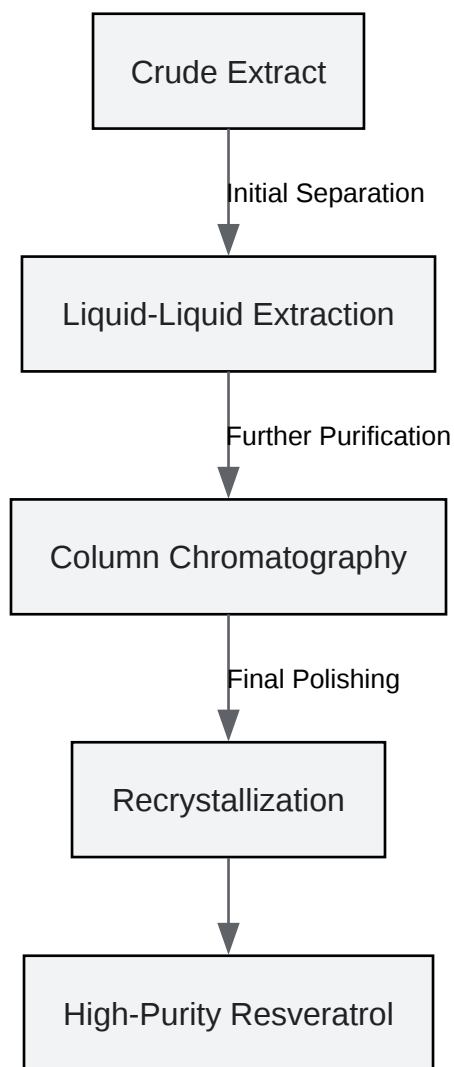 Crude Extract
Initial Separation
Liquid-Liquid Extraction
Further Purification
Column Chromatography
Final Polishing
Recrystallization
High-Purity Resveratrol